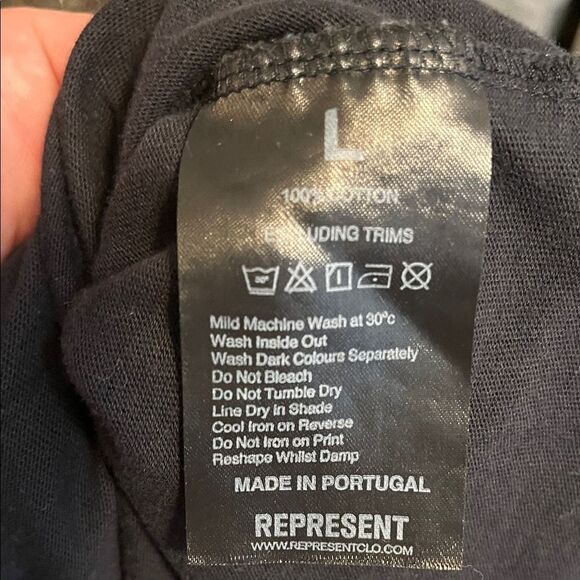 L
100% COTTON
EXCLUDING TRIMS
30°
Mild Machine Wash at 30ºc
Wash Inside Out
Wash Dark Colours Separately
Do Not Bleach
Do Not Tumble Dry
Line Dry in Shade
Cool Iron on Reverse
Do Not Iron on Print
Reshape Whilst Damp
MADE IN PORTUGAL
REPRESENT
WWW.REPRESENTCLO.COM